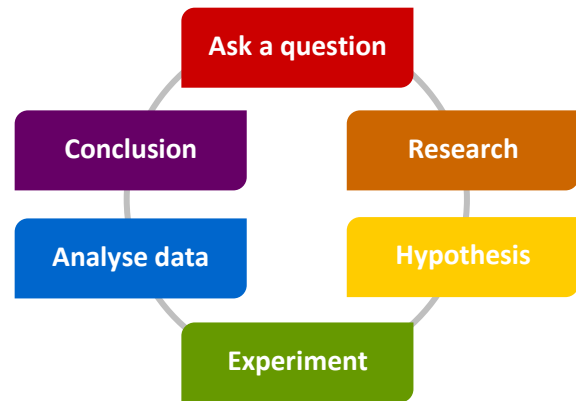 Ask a question
Research
Hypothesis
Experiment
Analyse data
Conclusion